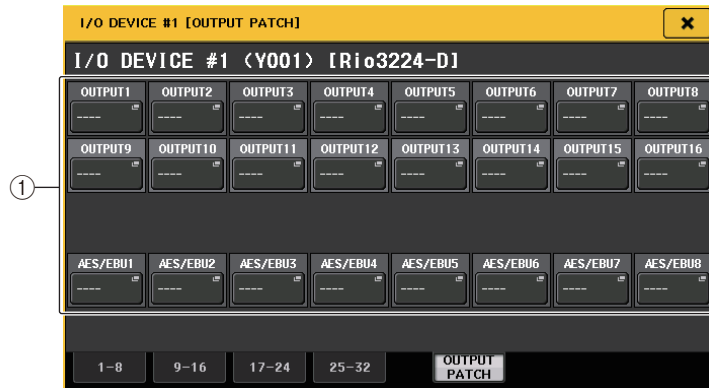 I/O DEVICE #1 [OUTPUT PATCH]
I/O DEVICE #1 (Y001) [Rio3224-D]
OUTPUT1 OUTPUT2 OUTPUT3 OUTPUT4 OUTPUT5 OUTPUT6 OUTPUT7 OUTPUT8
---- ---- ---- ---- ---- ---- ---- ----
OUTPUT9 OUTPUT10 OUTPUT11 OUTPUT12 OUTPUT13 OUTPUT14 OUTPUT15 OUTPUT16
---- ---- ---- ---- ---- ---- ---- ----
1
AES/EBU1 AES/EBU2 AES/EBU3 AES/EBU4 AES/EBU5 AES/EBU6 AES/EBU7 AES/EBU8
---- ---- ---- ---- ---- ---- ---- ----
1-8 9-16 17-24 25-32 OUTPUT
PATCH